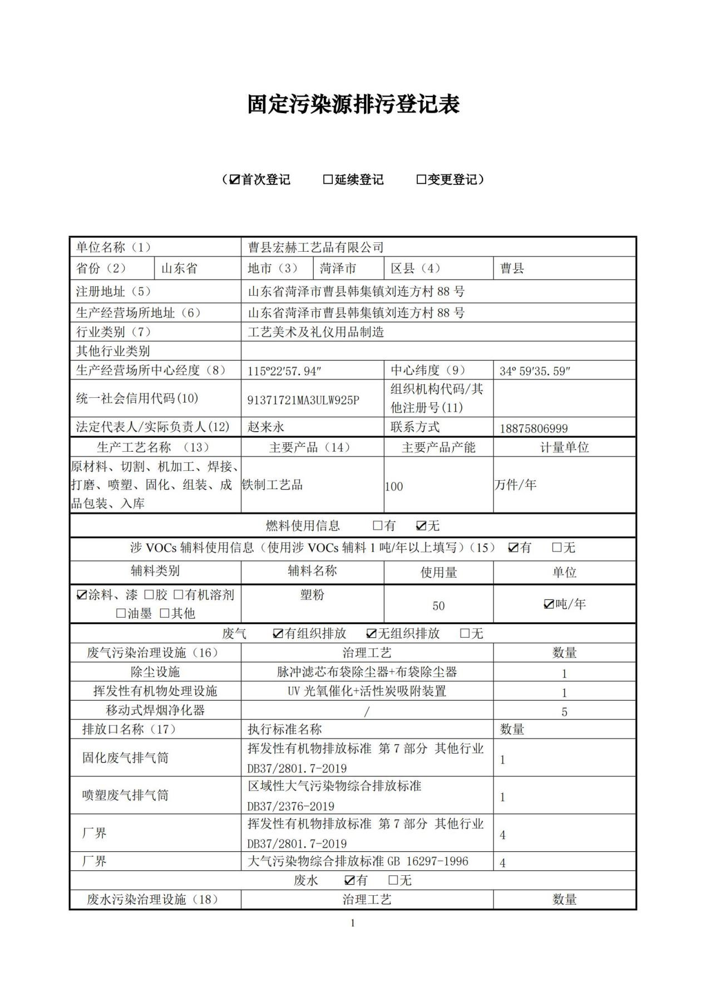 固定污染源排污登记表
（☑首次登记 □延续登记 □变更登记）
单位名称（1） 曹县宏赫工艺品有限公司
省份（2） 山东省 地市（3） 菏泽市 区县（4） 曹县
注册地址（5） 山东省菏泽市曹县韩集镇刘连方村 88 号
生产经营场所地址（6） 山东省菏泽市曹县韩集镇刘连方村 88 号
行业类别（7） 工艺美术及礼仪用品制造
其他行业类别
生产经营场所中心经度（8） 115°22′57.94″ 中心纬度（9） 34°59′35.59″
统一社会信用代码(10) 91371721MA3ULW925P 组织机构代码/其
他注册号(11)
法定代表人/实际负责人(12) 赵来永 联系方式 18875806999
生产工艺名称 （13） 主要产品（14） 主要产品产能 计量单位
原材料、切割、机加工、焊接、
打磨、喷塑、固化、组装、成
品包装、入库
铁制工艺品 100 万件/年
燃料使用信息 □有 ☑无
涉 VOCs 辅料使用信息（使用涉 VOCs 辅料 1 吨/年以上填写）（15） ☑有 □无
辅料类别 辅料名称 使用量 单位
☑涂料、漆 □胶 □有机溶剂
□油墨 □其他
塑粉 50 ☑吨/年
废气 ☑有组织排放 ☑无组织排放 □无
废气污染治理设施（16） 治理工艺 数量
除尘设施 脉冲滤芯布袋除尘器+布袋除尘器 1
挥发性有机物处理设施 UV 光氧催化+活性炭吸附装置 1
移动式焊烟净化器 / 5
排放口名称（17） 执行标准名称 数量
固化废气排气筒 挥发性有机物排放标准 第 7 部分 其他行业
DB37/2801.7-2019 1
喷塑废气排气筒 区域性大气污染物综合排放标准
DB37/2376-2019 1
厂界 挥发性有机物排放标准 第 7 部分 其他行业
DB37/2801.7-2019 4
厂界 大气污染物综合排放标准 GB 16297-1996 4
废水 ☑有 □无
废水污染治理设施（18） 治理工艺 数量
1